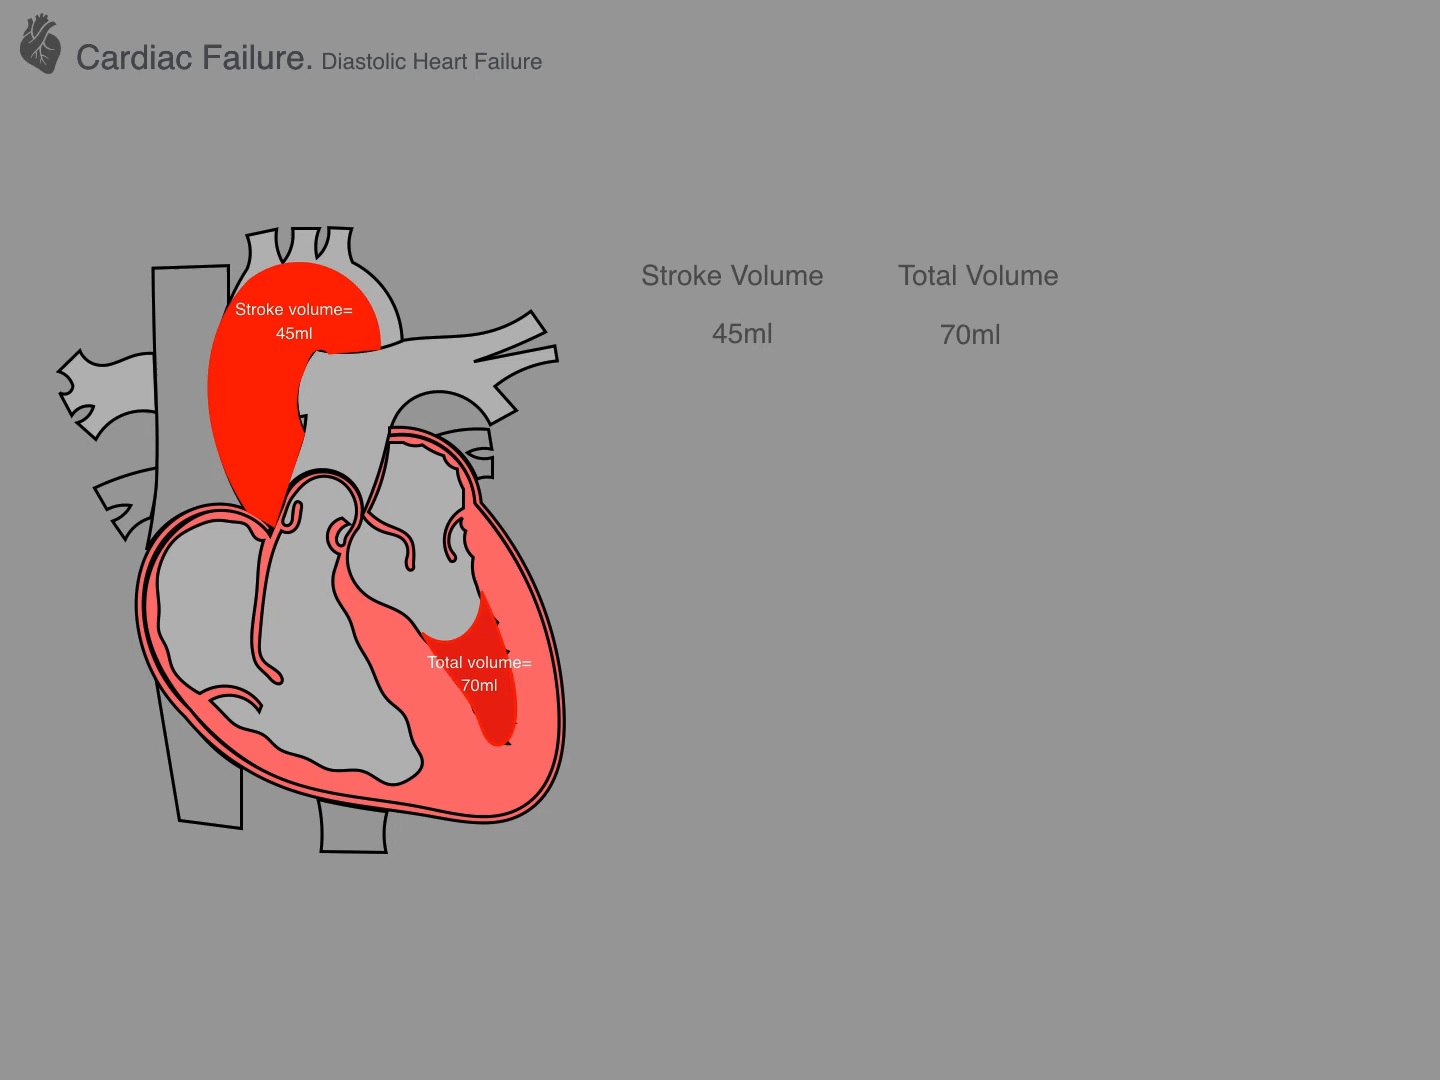 Cardiac Failure. Diastolic Heart Failure
Stroke Volume Total Volume
45ml 70ml
Stroke volume=
45ml
Total volume=
70ml